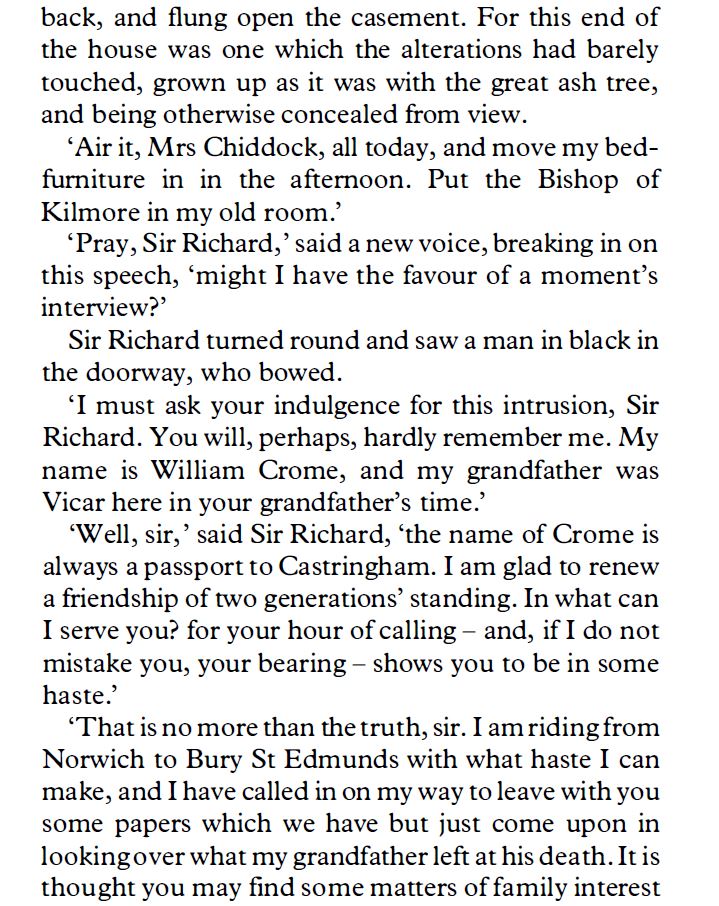 back, and flung open the casement. For this end of
the house was one which the alterations had barely
touched, grown up as it was with the great ash tree,
and being otherwise concealed from view.
‘Air it, Mrs Chiddock, all today, and move my bed-
furniture in in the afternoon. Put the Bishop of
Kilmore in my old room.’
‘Pray, Sir Richard,’ said a new voice, breaking in on
this speech, ‘might I have the favour of a moment’s
interview?’
Sir Richard turned round and saw a man in black in
the doorway, who bowed.
‘I must ask your indulgence for this intrusion, Sir
Richard. You will, perhaps, hardly remember me. My
name is William Crome, and my grandfather was
Vicar here in your grandfather’s time.’
‘Well, sir,’ said Sir Richard, ‘the name of Crome is
always a passport to Castringham. I am glad to renew
a friendship of two generations’ standing. In what can
I serve you? for your hour of calling – and, if I do not
mistake you, your bearing – shows you to be in some
haste.’
‘That is no more than the truth, sir. I am riding from
Norwich to Bury St Edmunds with what haste I can
make, and I have called in on my way to leave with you
some papers which we have but just come upon in
looking over what my grandfather left at his death. It is
thought you may find some matters of family interest